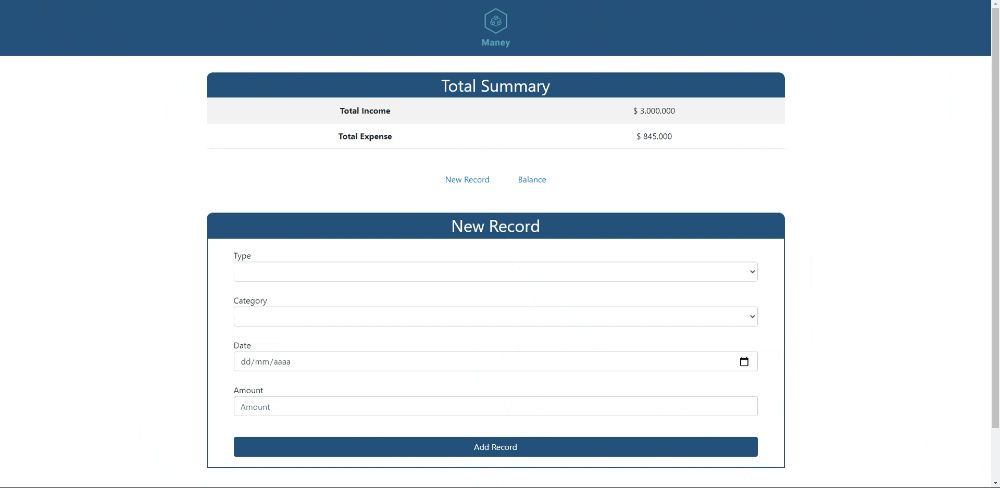 Maney
Total Summary
Total Income $ 3.000.000
Total Expense $ 845.000
New Record Balance
New Record
Type
Category
Date
dd/mm/aaaa
Amount
Amount
Add Record